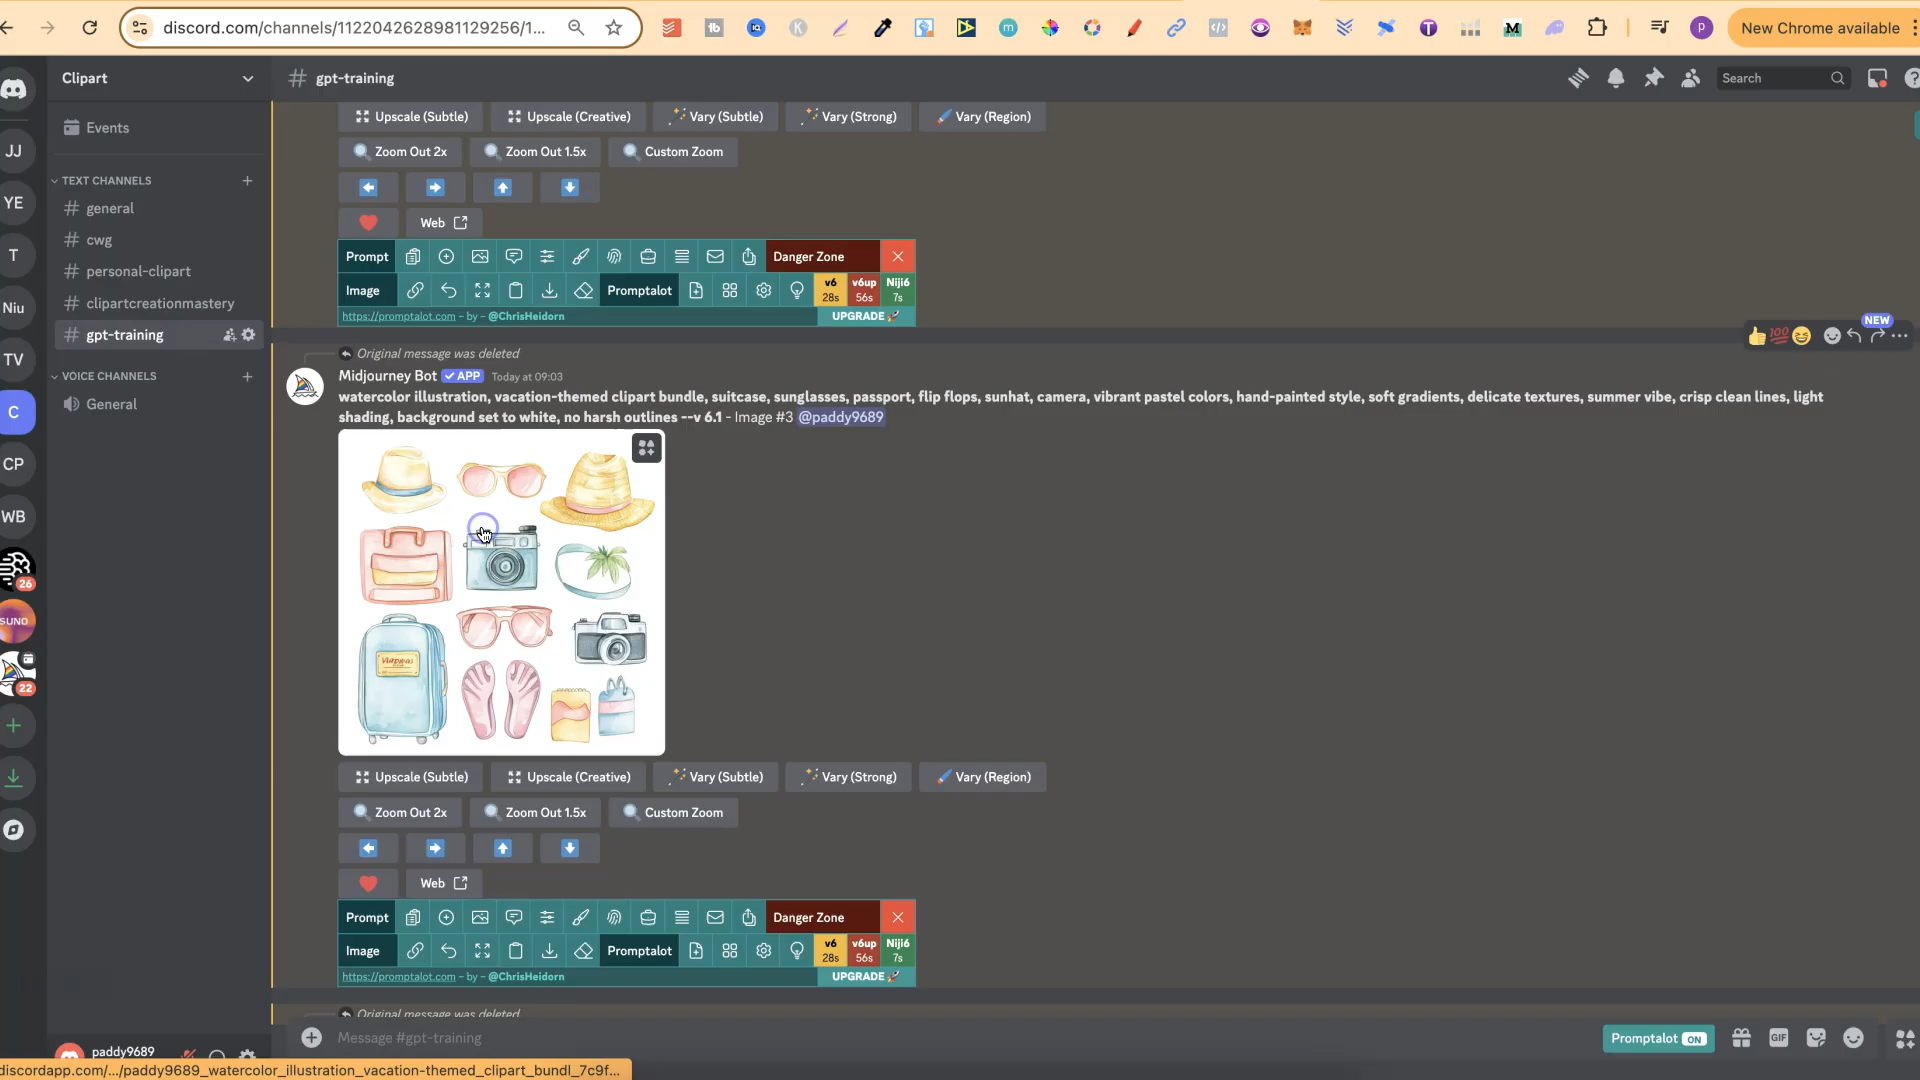 discord.com/channels/1122042628981129256/1...
New Chrome available
Clipart
gpt-training
Search
Events
TEXT CHANNELS
general
cwg
personal-clipart
clipartcreationmastery
gpt-training
VOICE CHANNELS
General
JJ
YE
T
Niu
TV
C
CP
WB
26
SUNO
22
Upscale (Subtle)
Upscale (Creative)
Vary (Subtle)
Vary (Strong)
Vary (Region)
Zoom Out 2x
Zoom Out 1.5x
Custom Zoom
Web
Prompt
Danger Zone
Image
Promptalot
v6 28s
v6up 56s
Niji6 7s
https://promptalot.com – by – @ChrisHeidorn
UPGRADE 🚀
NEW
Original message was deleted
Midjourney Bot ✓ APP Today at 09:03
watercolor illustration, vacation-themed clipart bundle, suitcase, sunglasses, passport, flip flops, sunhat, camera, vibrant pastel colors, hand-painted style, soft gradients, delicate textures, summer vibe, crisp clean lines, light
shading, background set to white, no harsh outlines --v 6.1 - Image #3 @paddy9689
Upscale (Subtle)
Upscale (Creative)
Vary (Subtle)
Vary (Strong)
Vary (Region)
Zoom Out 2x
Zoom Out 1.5x
Custom Zoom
Web
Prompt
Danger Zone
Image
Promptalot
v6 28s
v6up 56s
Niji6 7s
https://promptalot.com – by – @ChrisHeidorn
UPGRADE 🚀
Original message was deleted
Message #gpt-training
Promptalot ON
GIF
paddy9689
discordapp.com/.../paddy9689_watercolor_illustration_vacation-themed_clipart_bundl_7c9f...